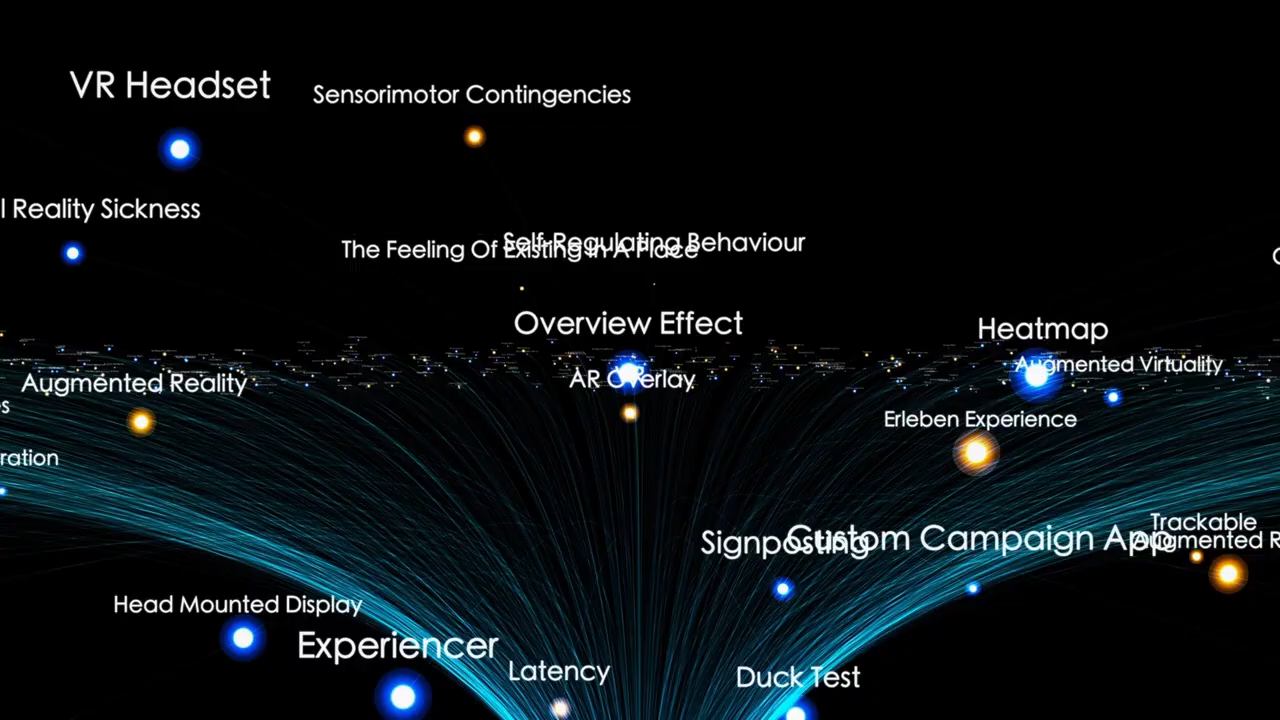 VR Headset
Sensorimotor Contingencies
l Reality Sickness
The Feeling Of Existing In A Place
Self-Regulating Behaviour
Overview Effect
Heatmap
Augmented Virtuality
AR Overlay
Augmented Reality
s
Erleben Experience
ration
Trackable
Signposting
Custom Campaign App
Augmented R
Head Mounted Display
Experiencer
Latency
Duck Test